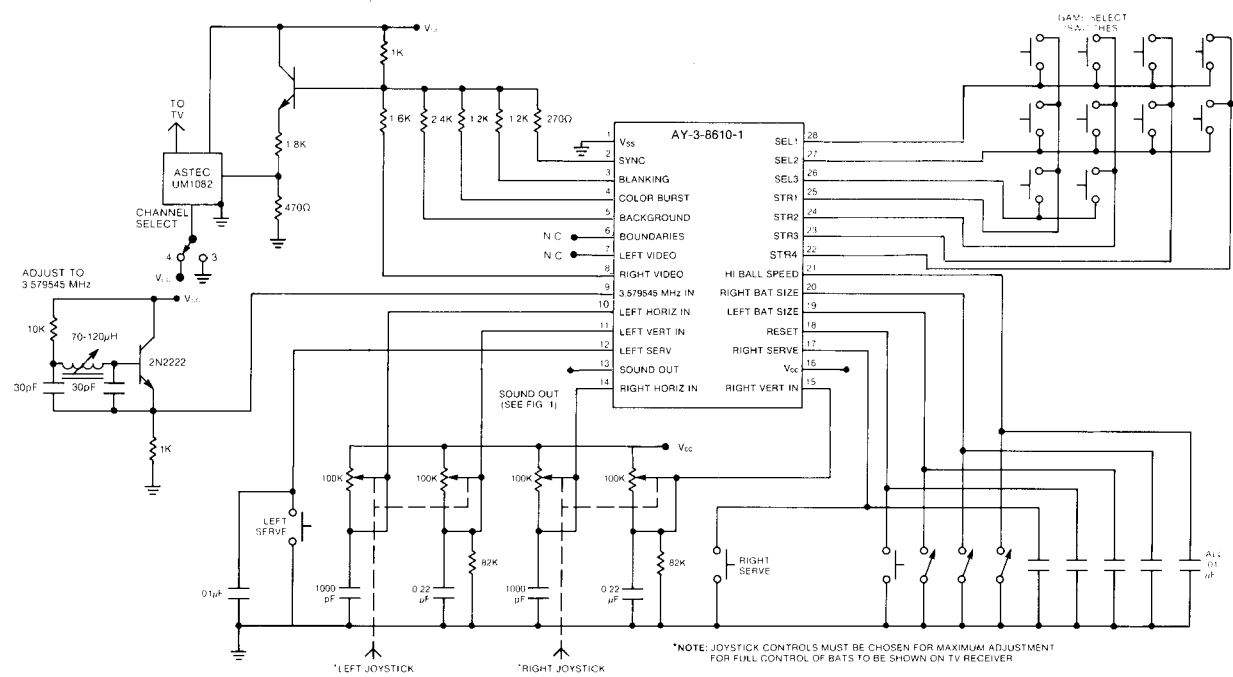 GAME SELECT
SWITCHES
VCC
1K
TO
TV
1.6K
2.4K
1.2K
1.2K
270Ω
1.8K
ASTEC
UM1082
470Ω
CHANNEL
SELECT
4
3
VCC
AY-3-8610-1
1 VSS
2 SYNC
3 BLANKING
4 COLOR BURST
5 BACKGROUND
N C 6 BOUNDARIES
N C 7 LEFT VIDEO
8 RIGHT VIDEO
9 3.579545 MHz IN
10 LEFT HORIZ IN
11 LEFT VERT IN
12 LEFT SERV
13 SOUND OUT
14 RIGHT HORIZ IN
SEL1 28
SEL2 27
SEL3 26
STR1 25
STR2 24
STR3 23
STR4 22
HI BALL SPEED 21
RIGHT BAT SIZE 20
LEFT BAT SIZE 19
RESET 18
RIGHT SERVE 17
VCC 16
RIGHT VERT IN 15
ADJUST TO
3.579545 MHz
VCC
10K
70-120µH
2N2222
30pF
30pF
1K
SOUND OUT
(SEE FIG. 1)
VCC
100K
100K
100K
100K
LEFT
SERVE
82K
82K
RIGHT
SERVE
.01µF
1000
pF
0.22
µF
1000
pF
0.22
µF
ALL
.01
µF
*LEFT JOYSTICK
*RIGHT JOYSTICK
*NOTE: JOYSTICK CONTROLS MUST BE CHOSEN FOR MAXIMUM ADJUSTMENT
FOR FULL CONTROL OF BATS TO BE SHOWN ON TV RECEIVER